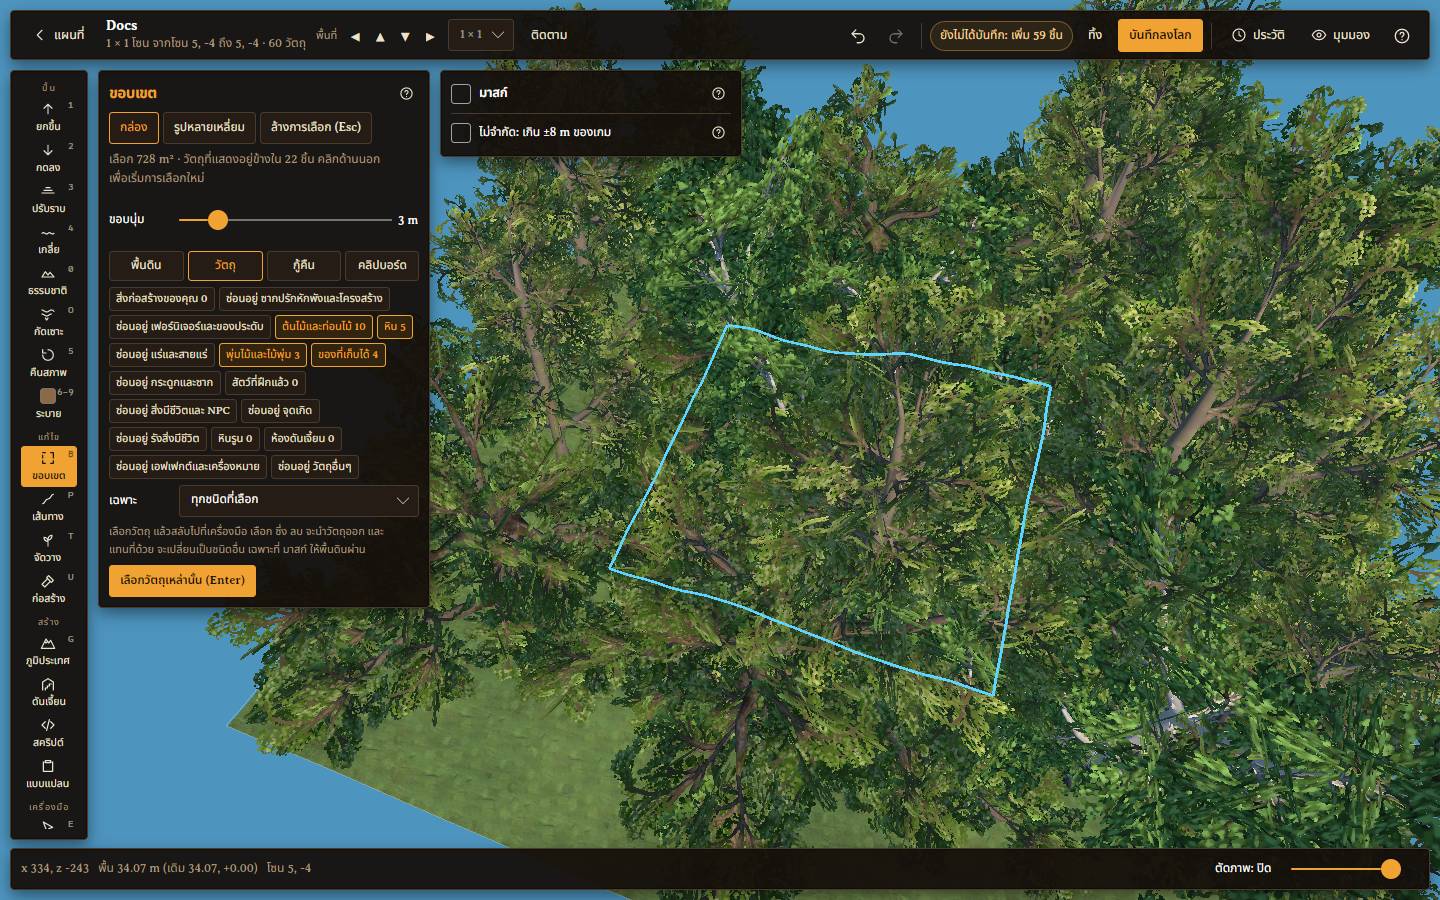 แผนที่
Docs
1 × 1 โซน จากโซน 5, -4 ถึง 5, -4 · 60 วัตถุ
พื้นที่
1 × 1
ติดตาม
ยังไม่ได้บันทึก: เพิ่ม 59 ชิ้น
ทิ้ง
บันทึกลงโลก
ประวัติ
มุมมอง
ปั้น
1
ยกขึ้น
2
กดลง
3
ปรับราบ
4
เกลี่ย
0
ธรรมชาติ
O
กัดเซาะ
5
คืนสภาพ
6–9
ระบาย
แก้ไข
8
ขอบเขต
P
เส้นทาง
T
จัดวาง
U
ก่อสร้าง
สร้าง
G
ภูมิประเทศ
ดันเจี้ยน
สคริปต์
แบบแปลน
เครื่องมือ
E
ขอบเขต
กล่อง
รูปหลายเหลี่ยม
ล้างการเลือก (Esc)
เลือก 728 m² · วัตถุที่แสดงอยู่ข้างใน 22 ชิ้น คลิกด้านนอก
เพื่อเริ่มการเลือกใหม่
ขอบนุ่ม
3 m
พื้นดิน
วัตถุ
กู้คืน
คลิปบอร์ด
สิ่งก่อสร้างของคุณ 0
ซ่อนอยู่ ซากปรักหักพังและโครงสร้าง
ซ่อนอยู่ เฟอร์นิเจอร์และของประดับ
ต้นไม้และท่อนไม้ 10
หิน 5
ซ่อนอยู่ แร่และสายแร่
พุ่มไม้และไม้พุ่ม 3
ของที่เก็บได้ 4
ซ่อนอยู่ กระดูกและซาก
สัตว์ที่ฝึกแล้ว 0
ซ่อนอยู่ สิ่งมีชีวิตและ NPC
ซ่อนอยู่ จุดเกิด
ซ่อนอยู่ รังสิ่งมีชีวิต
หินรูน 0
ห้องดันเจี้ยน 0
ซ่อนอยู่ เอฟเฟกต์และเครื่องหมาย
ซ่อนอยู่ วัตถุอื่นๆ
เฉพาะ
ทุกชนิดที่เลือก
เลือกวัตถุ แล้วสลับไปที่เครื่องมือ เลือก ซึ่ง ลบ จะนำวัตถุออก และ
แทนที่ด้วย จะเปลี่ยนเป็นชนิดอื่น เฉพาะที่ มาสก์ ให้พื้นดินผ่าน
เลือกวัตถุเหล่านั้น (Enter)
มาสก์
ไม่จำกัด: เกิน ±8 m ของเกม
x 334, z -243
พื้น 34.07 m (เดิม 34.07, +0.00)
โซน 5, -4
ตัดภาพ: ปิด